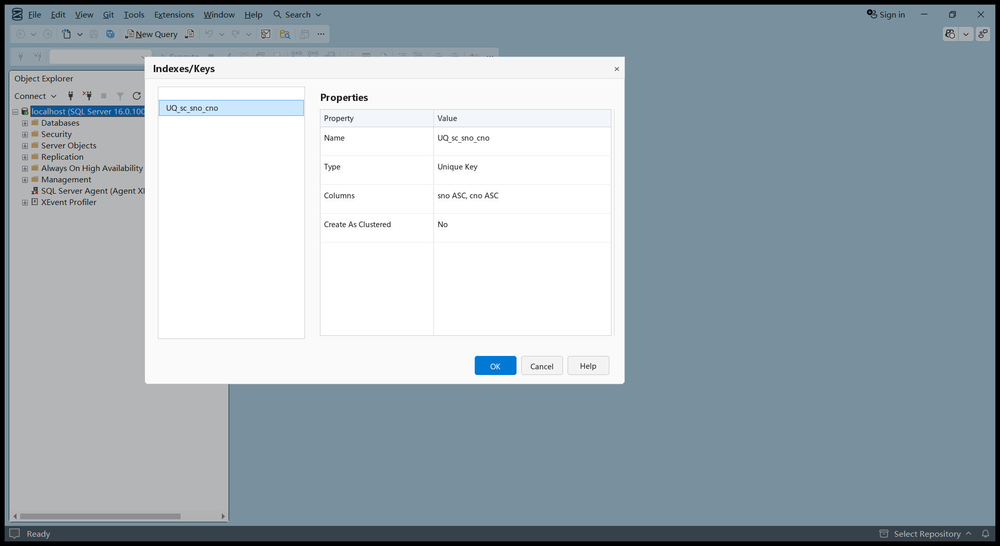 File Edit View Git Tools Extensions Window Help Search Sign in
New Query
Execute
Object Explorer
Connect
localhost (SQL Server 16.0.100
Databases
Security
Server Objects
Replication
Always On High Availability
Management
SQL Server Agent (Agent XP
XEvent Profiler
Indexes/Keys
UQ_sc_sno_cno
Properties
Property Value
Name UQ_sc_sno_cno
Type Unique Key
Columns sno ASC, cno ASC
Create As Clustered No
OK Cancel Help
Ready Select Repository